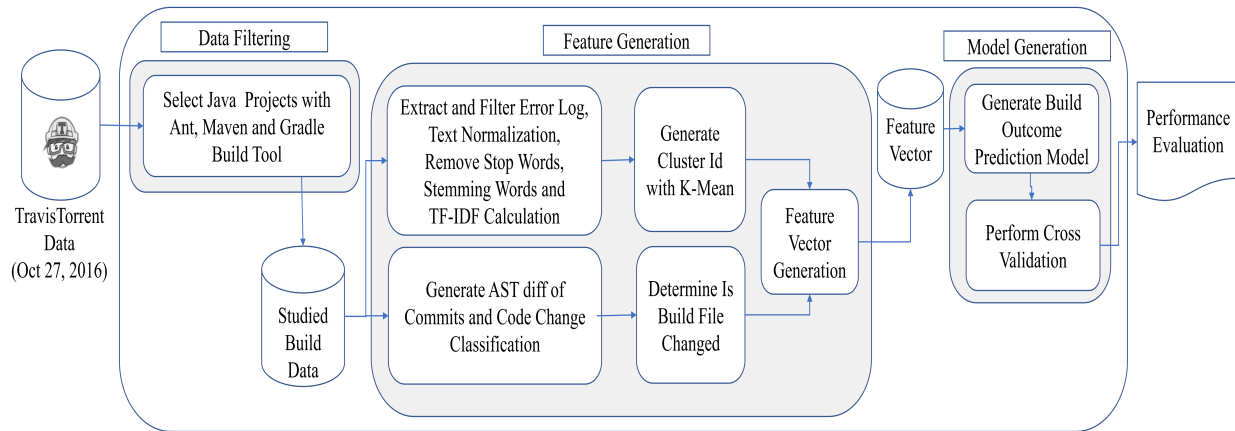 Data Filtering
Feature Generation
Model Generation
Select Java Projects with
Ant, Maven and Gradle
Build Tool
T
TravisTorrent
Data
(Oct 27, 2016)
Studied
Build
Data
Extract and Filter Error Log,
Text Normalization,
Remove Stop Words,
Stemming Words and
TF-IDF Calculation
Generate
Cluster Id
with K-Mean
Generate AST diff of
Commits and Code Change
Classification
Determine Is
Build File
Changed
Feature
Vector
Generation
Feature
Vector
Generate Build
Outcome
Prediction Model
Perform Cross
Validation
Performance
Evaluation